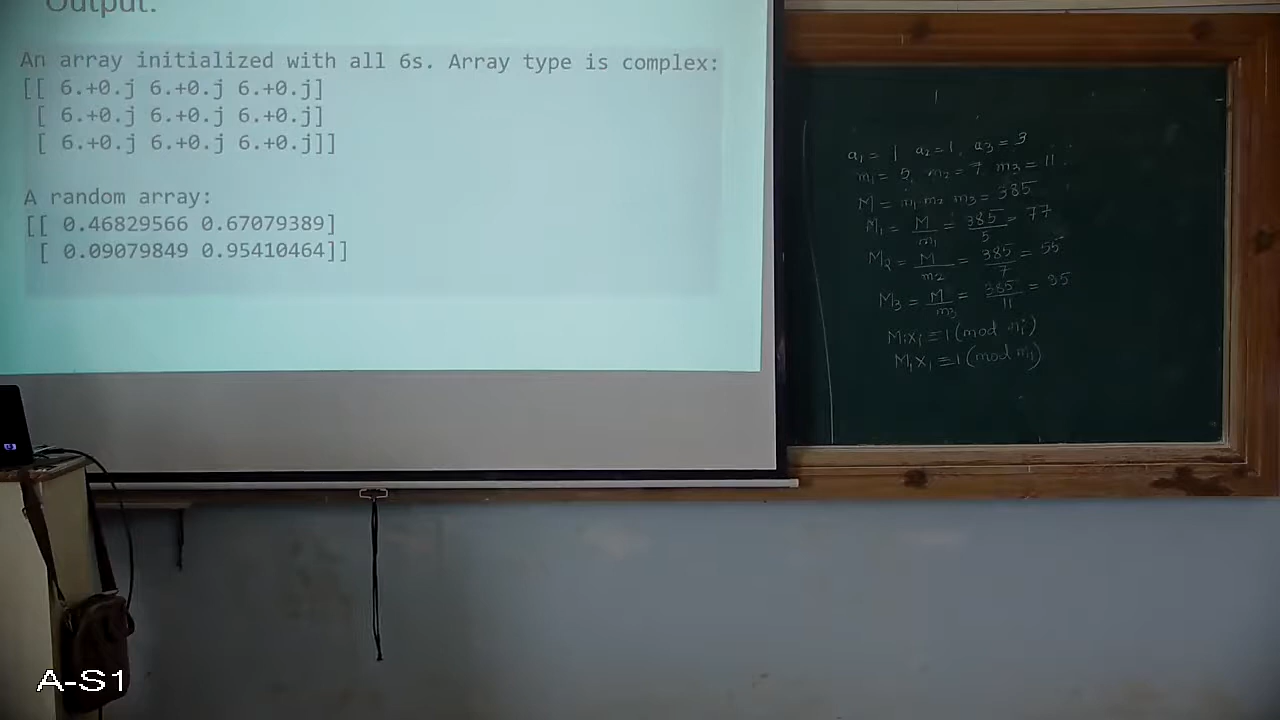 Output:
An array initialized with all 6s. Array type is complex:
[[ 6.+0.j 6.+0.j 6.+0.j]
[ 6.+0.j 6.+0.j 6.+0.j]
[ 6.+0.j 6.+0.j 6.+0.j]]
A random array:
[[ 0.46829566 0.67079389]
[ 0.09079849 0.95410464]]
a₁ = 1 a₂ = 1, a₃ = 3
m₁ = 5, m₂ = 7, m₃ = 11
M = m₁ m₂ m₃ = 385
M₁ = M/m₁ = 385/5 = 77
M₂ = M/m₂ = 385/7 = 55
M₃ = M/m₃ = 385/11 = 35
Mᵢxᵢ ≡ 1 (mod mᵢ)
M₁x₁ ≡ 1 (mod m₁)
A-S1